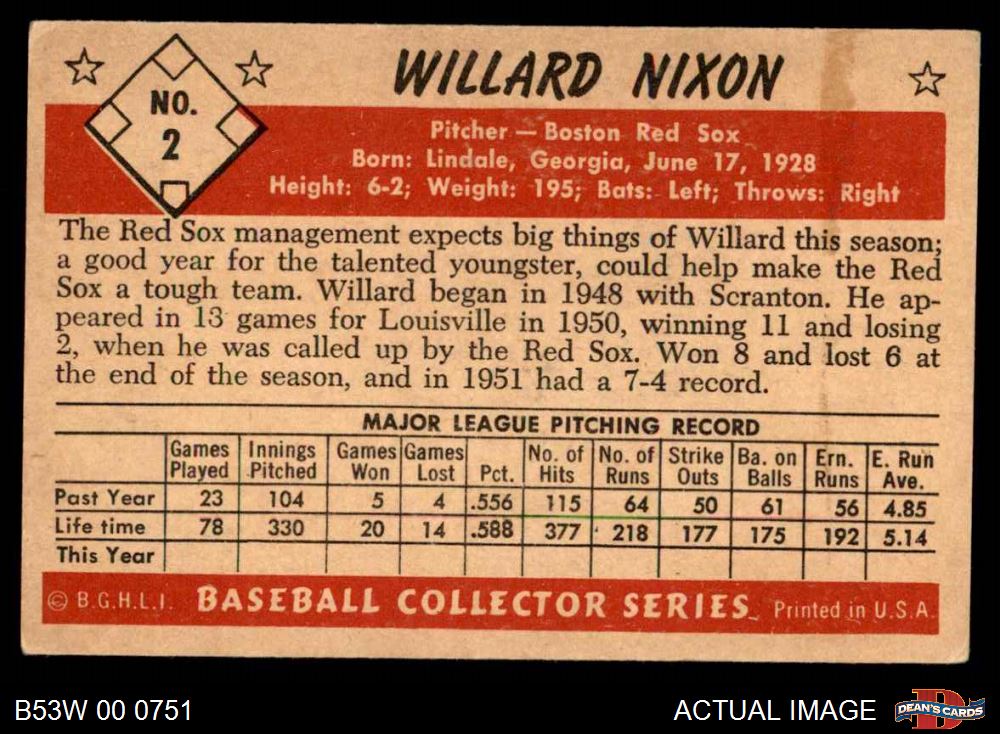 WILLARD NIXON
NO.
2
Pitcher — Boston Red Sox
Born: Lindale, Georgia, June 17, 1928
Height: 6-2; Weight: 195; Bats: Left; Throws: Right
The Red Sox management expects big things of Willard this season;
a good year for the talented youngster, could help make the Red
Sox a tough team. Willard began in 1948 with Scranton. He ap-
peared in 13 games for Louisville in 1950, winning 11 and losing
2, when he was called up by the Red Sox. Won 8 and lost 6 at
the end of the season, and in 1951 had a 7-4 record.
MAJOR LEAGUE PITCHING RECORD
Games Played Innings Pitched Games Won Games Lost Pct. No. of Hits No. of Runs Strike Outs Ba. on Balls Ern. Runs E. Run Ave.
Past Year 23 104 5 4 .556 115 64 50 61 56 4.85
Life time 78 330 20 14 .588 377 218 177 175 192 5.14
This Year
© B.G.H.L.I. BASEBALL COLLECTOR SERIES Printed in U.S.A.
B53W 00 0751
ACTUAL IMAGE
DEAN'S CARDS